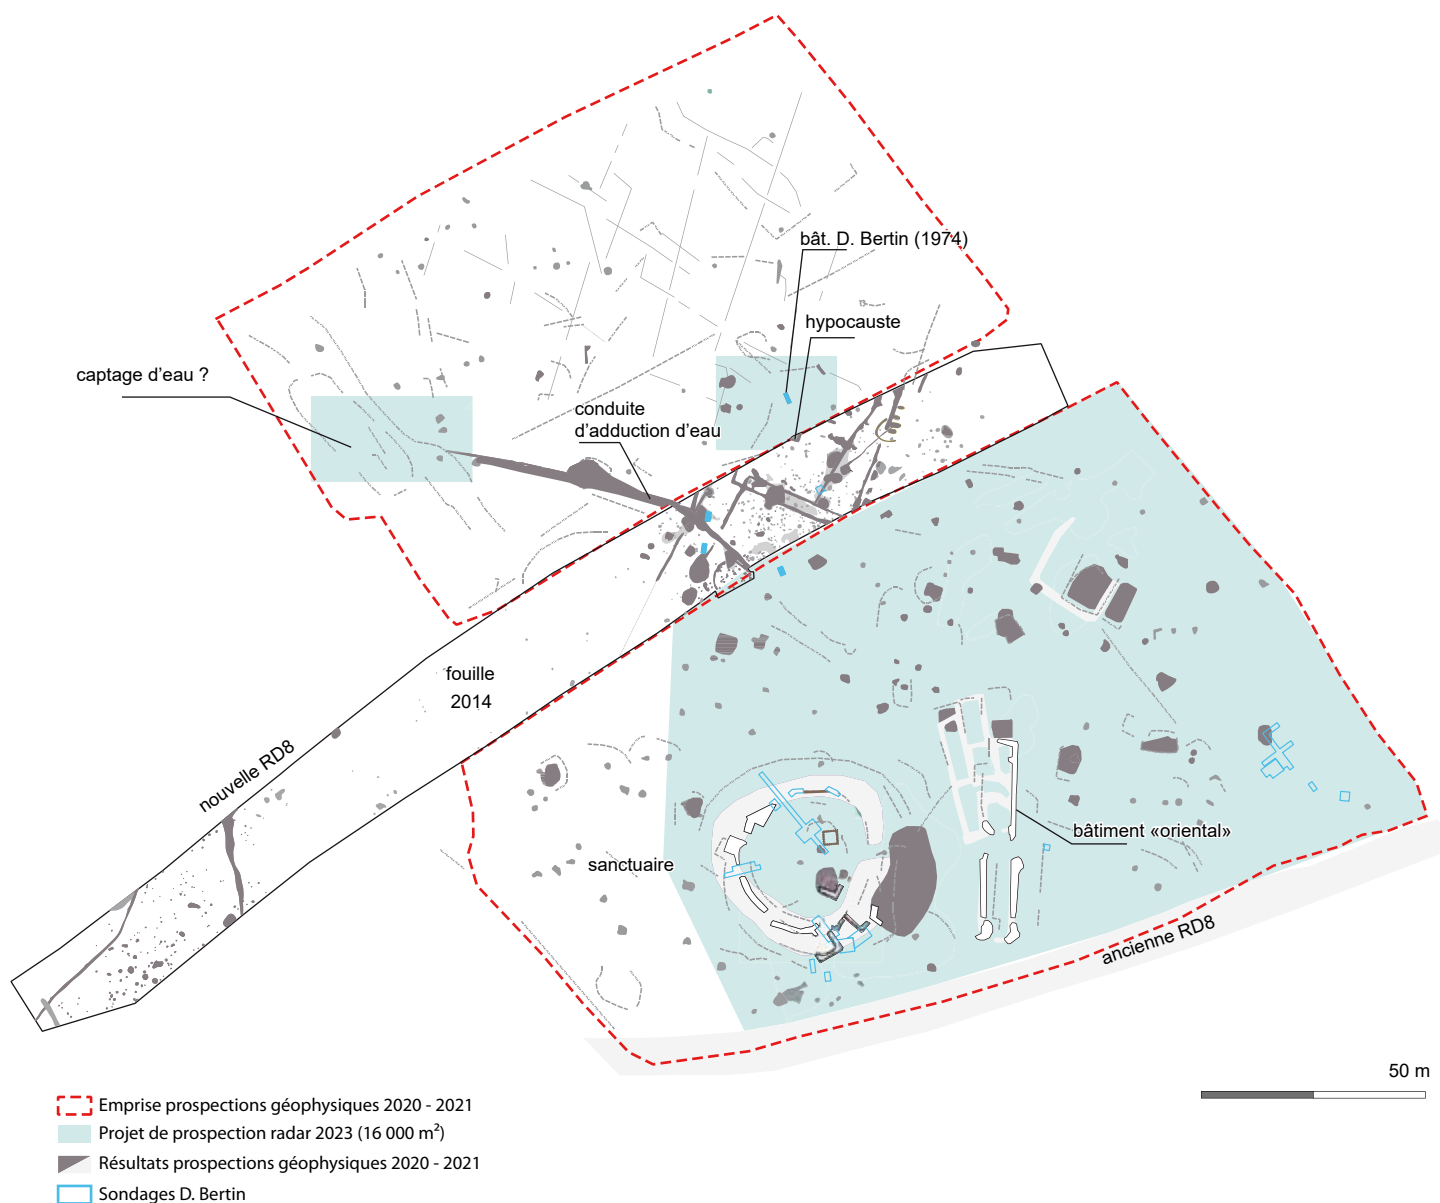 bât. D. Bertin (1974)
hypocauste
captage d'eau ?
conduite
d'adduction d'eau
fouille
2014
nouvelle RD8
sanctuaire
bâtiment «oriental»
ancienne RD8
50 m
Emprise prospections géophysiques 2020 - 2021
Projet de prospection radar 2023 (16 000 m²)
Résultats prospections géophysiques 2020 - 2021
Sondages D. Bertin